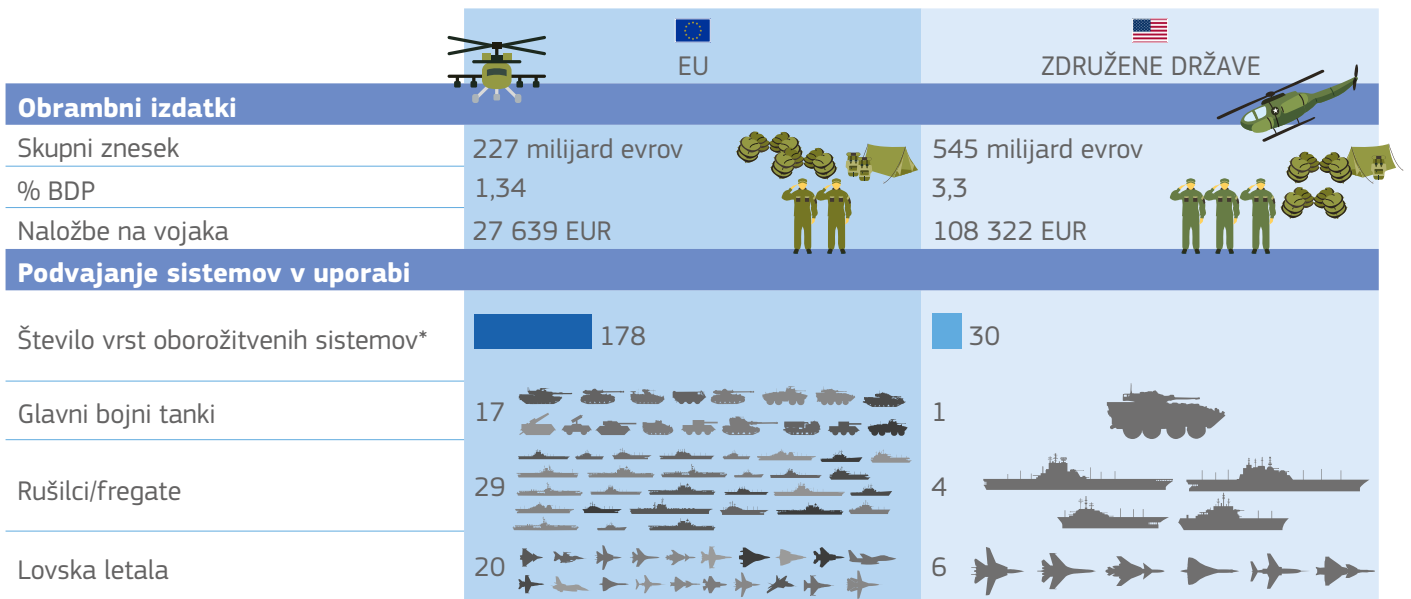 EU
ZDRUŽENE DRŽAVE
Obrambni izdatki
Skupni znesek
227 milijard evrov
545 milijard evrov
% BDP
1,34
3,3
Naložbe na vojaka
27 639 EUR
108 322 EUR
Podvajanje sistemov v uporabi
Število vrst oborožitvenih sistemov*
178
30
Glavni bojni tanki
17
1
Rušilci/fregate
29
4
Lovska letala
20
6